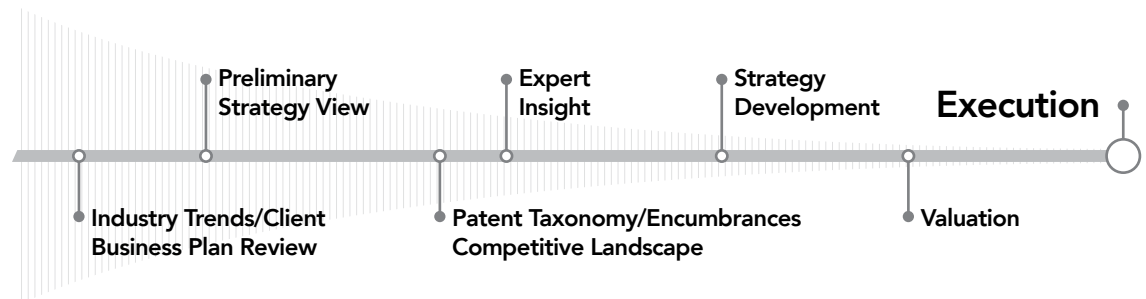 Preliminary
Strategy View
Expert
Insight
Strategy
Development
Execution
Industry Trends/Client
Business Plan Review
Patent Taxonomy/Encumbrances
Competitive Landscape
Valuation